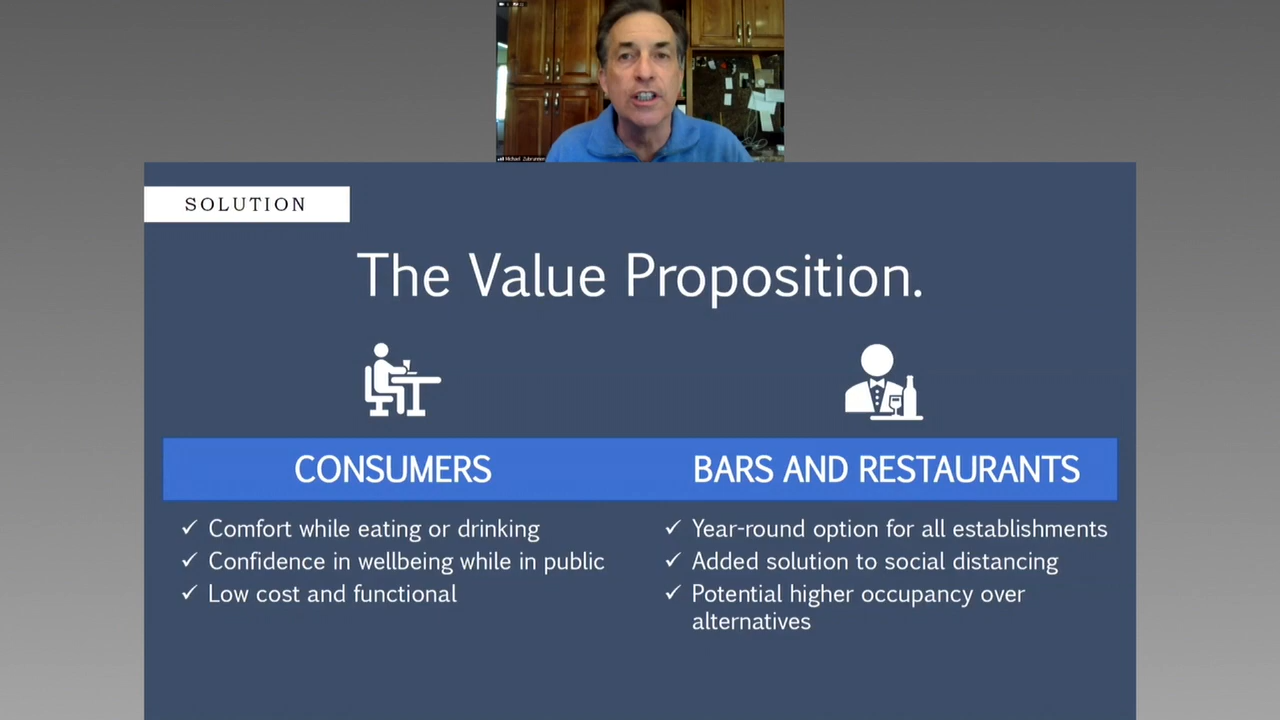 SOLUTION
The Value Proposition.
CONSUMERS
✓ Comfort while eating or drinking
✓ Confidence in wellbeing while in public
✓ Low cost and functional
BARS AND RESTAURANTS
✓ Year-round option for all establishments
✓ Added solution to social distancing
✓ Potential higher occupancy over
alternatives